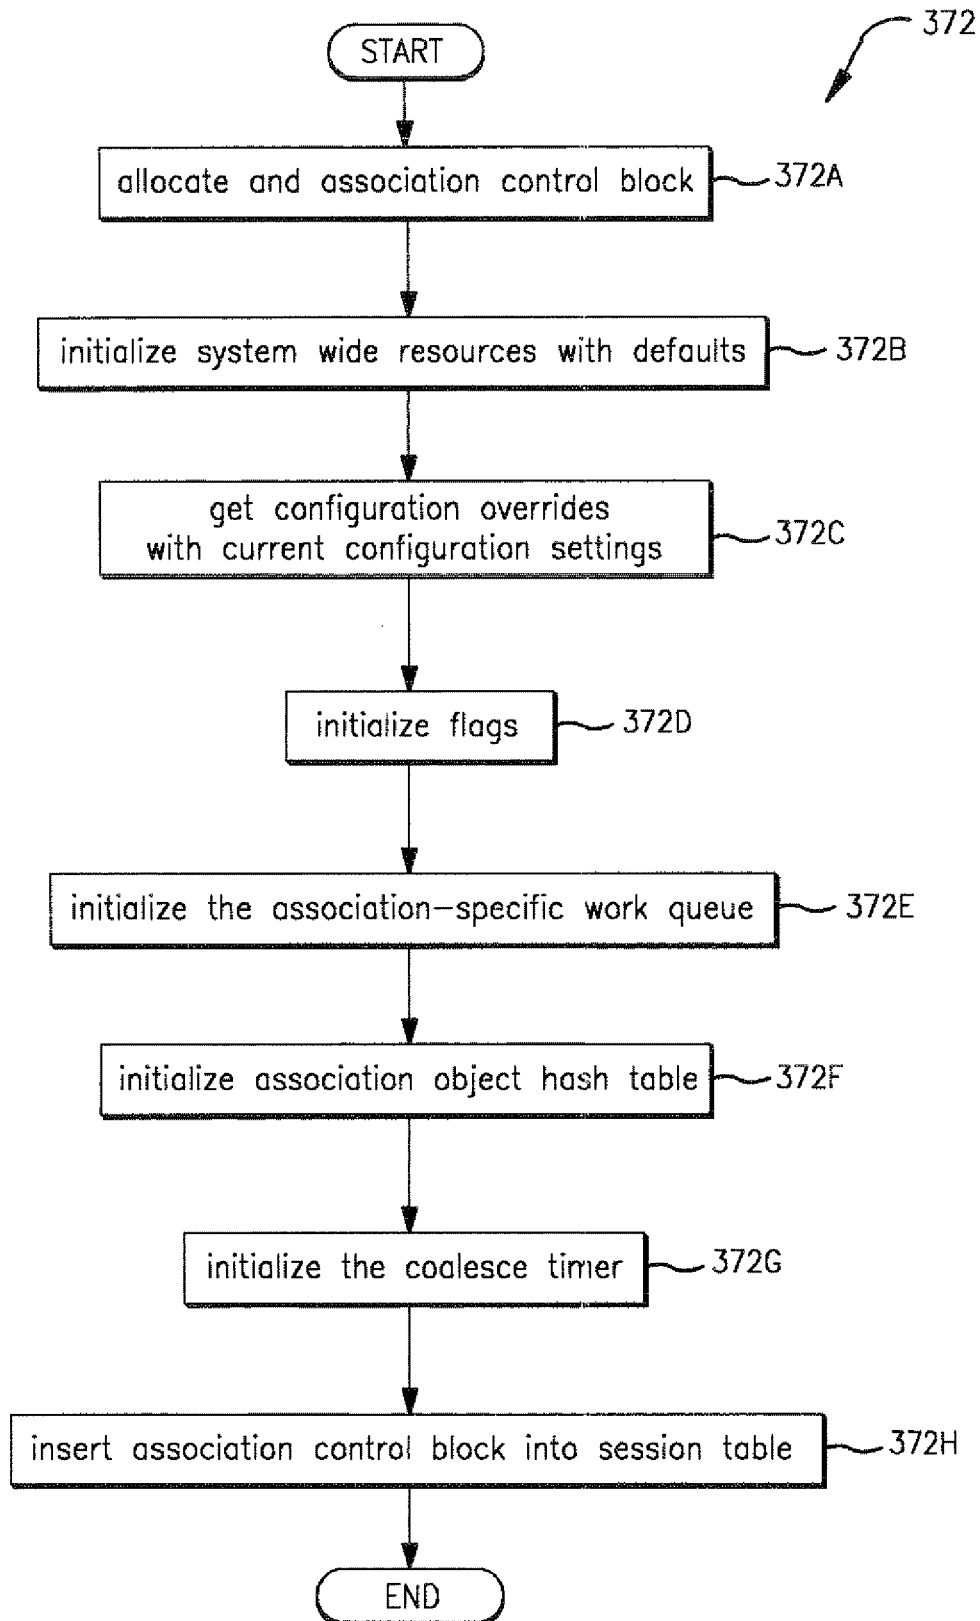 372
START
allocate and association control block
372A
initialize system wide resources with defaults
372B
get configuration overrides
with current configuration settings
372C
initialize flags
372D
initialize the association-specific work queue
372E
initialize association object hash table
372F
initialize the coalesce timer
372G
insert association control block into session table
372H
END